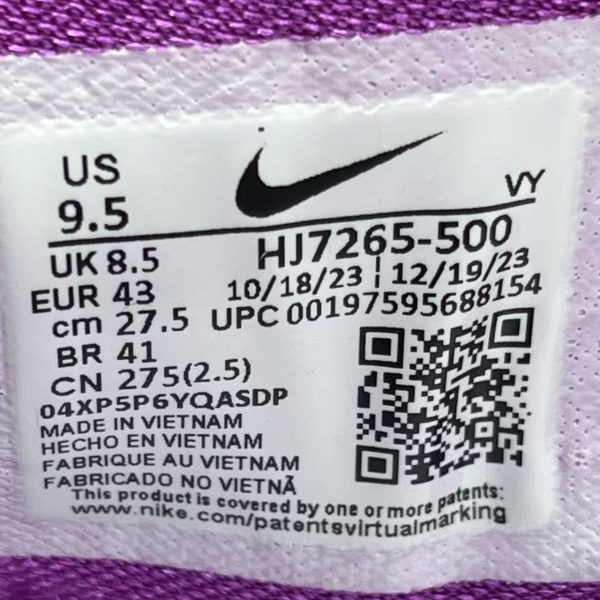 US
9.5
VY
UK 8.5
HJ7265-500
EUR 43
10/18/23 | 12/19/23
cm 27.5
UPC 00197595688154
BR 41
CN 275(2.5)
04XP5P6YQASDP
MADE IN VIETNAM
HECHO EN VIETNAM
FABRIQUE AU VIETNAM
FABRICADO NO VIETNÃ
This product is covered by one or more patents:
www.nike.com/patentsvirtualmarking